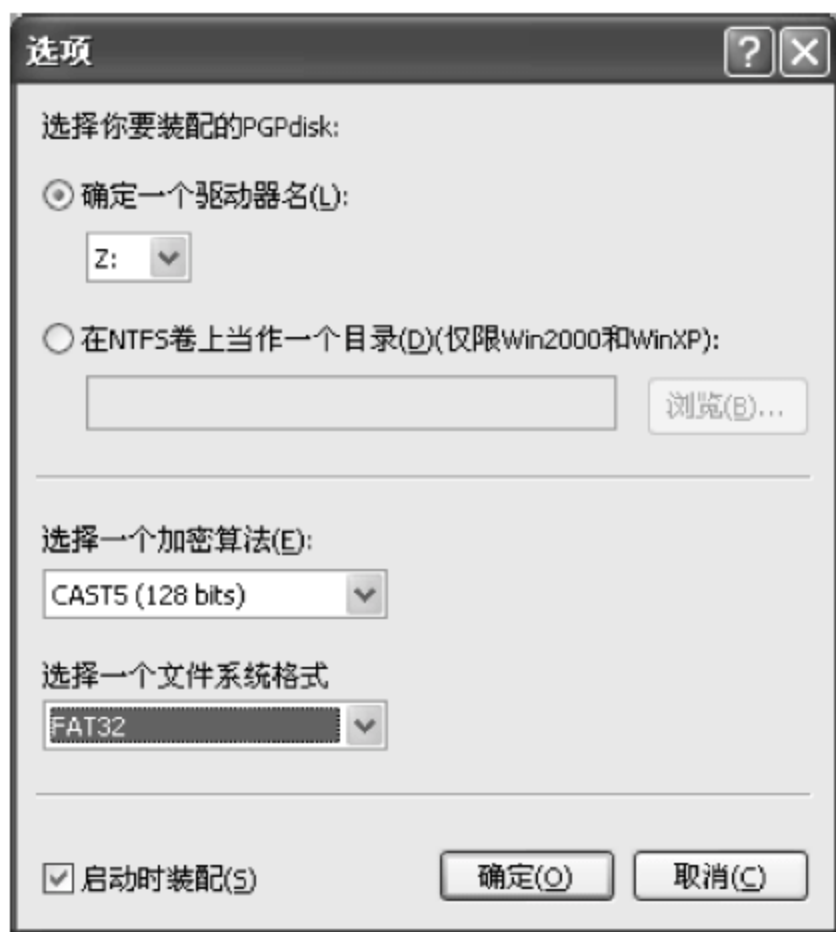 选项
选择你要装配的PGPdisk:
确定一个驱动器名(L):
Z:
在NTFS卷上当作一个目录(D)(仅限Win2000和WinXP):
浏览(B)...
选择一个加密算法(E):
CAST5 (128 bits)
选择一个文件系统格式
FAT32
启动时装配(S)
确定(O)
取消(C)